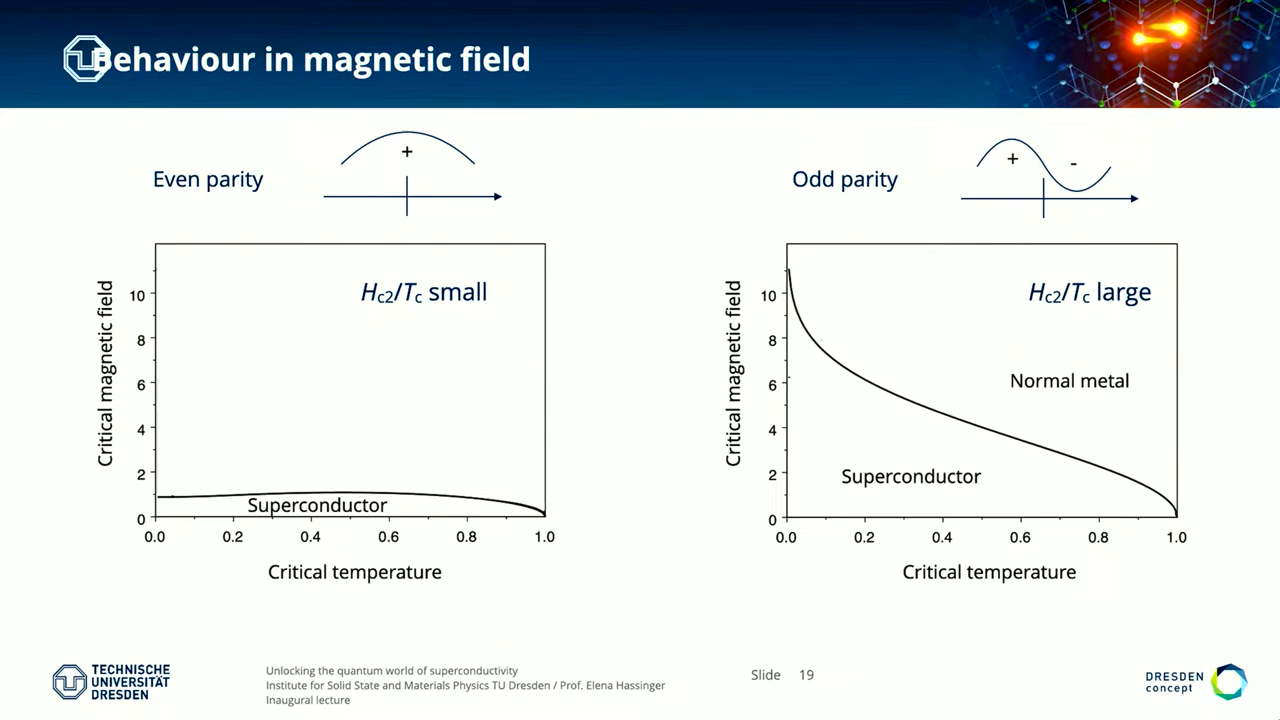 Behaviour in magnetic field
Even parity
+
Odd parity
+
-
Hc2/Tc small
Critical magnetic field
10
8
6
4
2
0
Superconductor
0.0 0.2 0.4 0.6 0.8 1.0
Critical temperature
Hc2/Tc large
Critical magnetic field
10
8
6
4
2
0
Normal metal
Superconductor
0.0 0.2 0.4 0.6 0.8 1.0
Critical temperature
TECHNISCHE
UNIVERSITÄT
DRESDEN
Unlocking the quantum world of superconductivity
Institute for Solid State and Materials Physics TU Dresden / Prof. Elena Hassinger
Inaugural lecture
Slide 19
DRESDEN
concept